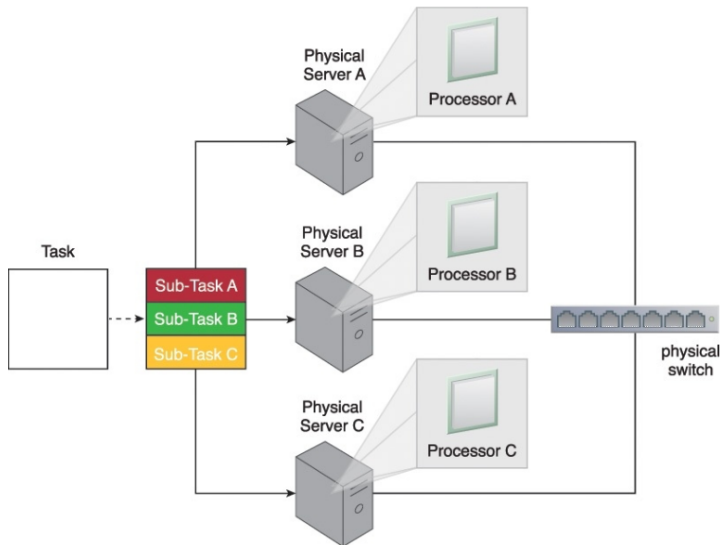 Physical
Server A
Processor A
Physical
Server B
Processor B
Task
Sub-Task A
Sub-Task B
Sub-Task C
physical
switch
Physical
Server C
Processor C